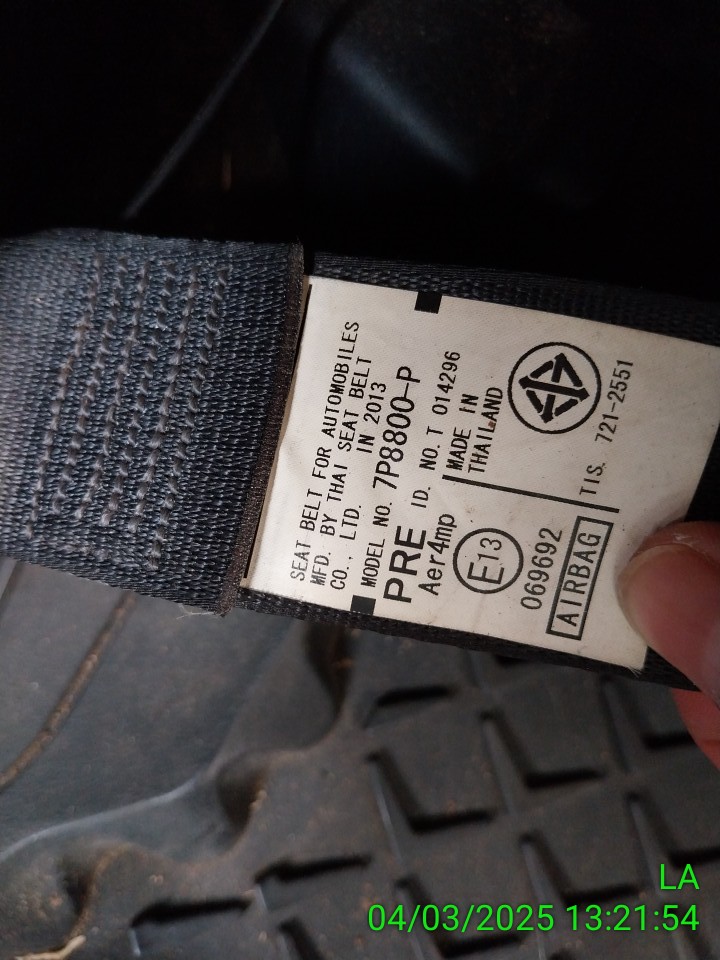 SEAT BELT FOR AUTOMOBILES
MFD. BY THAI SEAT BELT
CO., LTD. IN 2013
MODEL NO. 7P8800-P
PRE ID. NO. T 014296
Aer4mp
MADE IN
THAILAND
E13
069692
AIRBAG
TIS. 721-2551
LA
04/03/2025 13:21:54